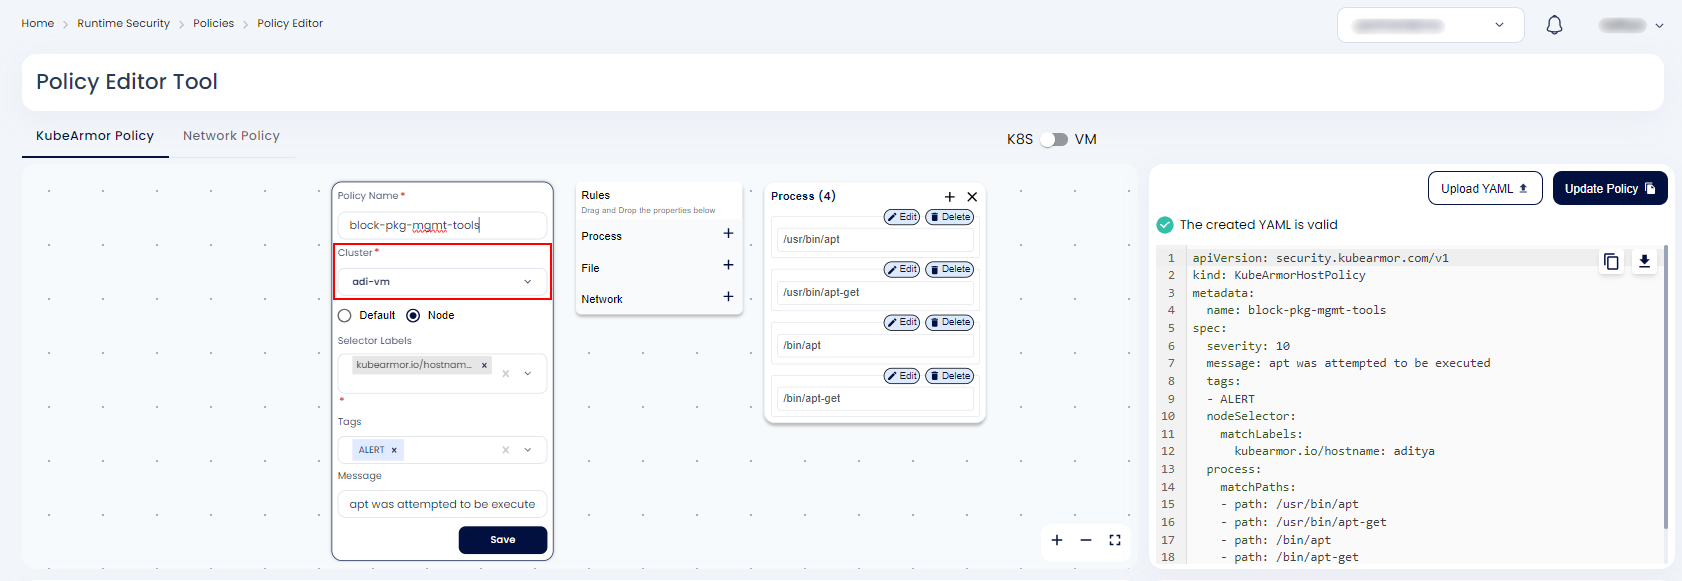 Home > Runtime Security > Policies > Policy Editor
Policy Editor Tool
KubeArmor Policy
Network Policy
K8S
VM
Policy Name *
block-pkg-mgmt-tools
Cluster *
adi-vm
Default
Node
Selector Labels
kubearmor.io/hostnam... ×
*
Tags
ALERT ×
Message
apt was attempted to be execute
Save
Rules
Drag and Drop the properties below
Process +
File +
Network +
Process (4)
Edit Delete
/usr/bin/apt
Edit Delete
/usr/bin/apt-get
Edit Delete
/bin/apt
Edit Delete
/bin/apt-get
Upload YAML
Update Policy
The created YAML is valid
1 apiVersion: security.kubearmor.com/v1
2 kind: KubeArmorHostPolicy
3 metadata:
4 name: block-pkg-mgmt-tools
5 spec:
6 severity: 10
7 message: apt was attempted to be executed
8 tags:
9 - ALERT
10 nodeSelector:
11 matchLabels:
12 kubearmor.io/hostname: aditya
13 process:
14 matchPaths:
15 - path: /usr/bin/apt
16 - path: /usr/bin/apt-get
17 - path: /bin/apt
18 - path: /bin/apt-get